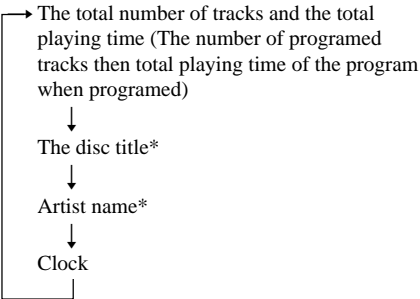 The total number of tracks and the total
playing time (The number of programed
tracks then total playing time of the program
when programed)
The disc title*
Artist name*
Clock